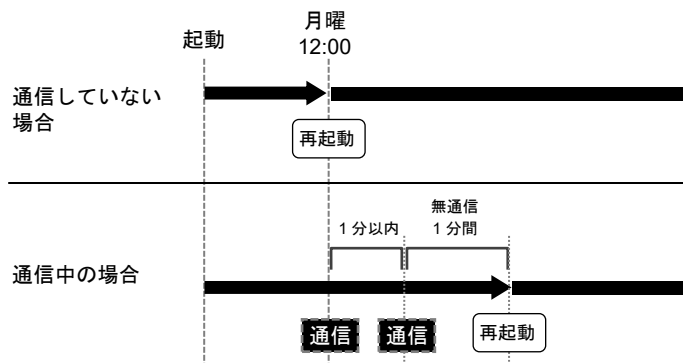 起動
月曜
12:00
通信していない
場合
再起動
無通信
1分以内
1分間
通信中の場合
通信
通信
再起動